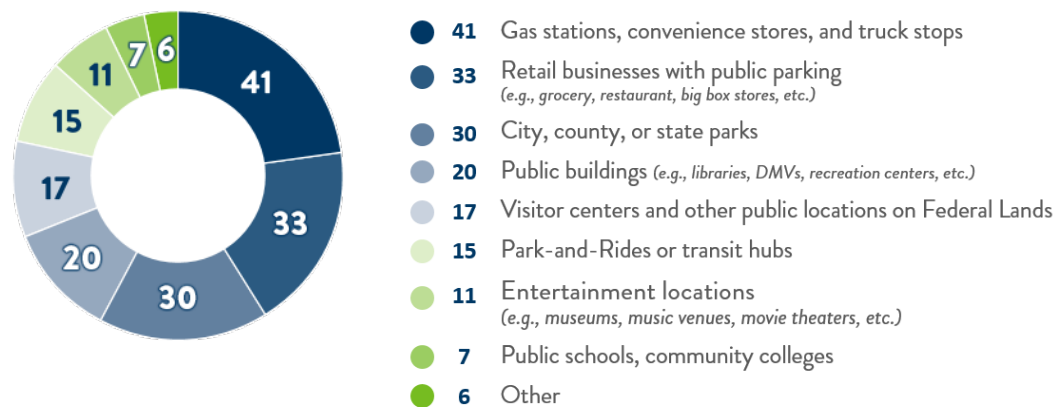 41
33
30
20
17
15
11
7
6
41 Gas stations, convenience stores, and truck stops
33 Retail businesses with public parking
(e.g., grocery, restaurant, big box stores, etc.)
30 City, county, or state parks
20 Public buildings (e.g., libraries, DMVs, recreation centers, etc.)
17 Visitor centers and other public locations on Federal Lands
15 Park-and-Rides or transit hubs
11 Entertainment locations
(e.g., museums, music venues, movie theaters, etc.)
7 Public schools, community colleges
6 Other